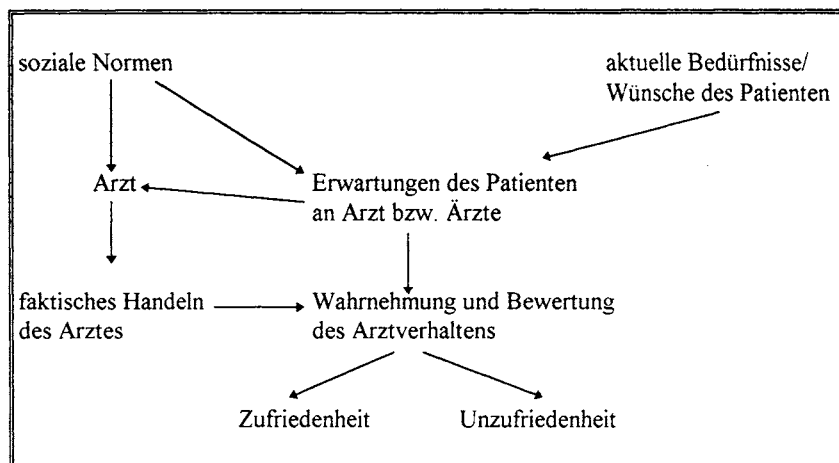 soziale Normen
aktuelle Bedürfnisse/
Wünsche des Patienten
Arzt
Erwartungen des Patienten
an Arzt bzw. Ärzte
faktisches Handeln
des Arztes
Wahrnehmung und Bewertung
des Arztverhaltens
Zufriedenheit
Unzufriedenheit